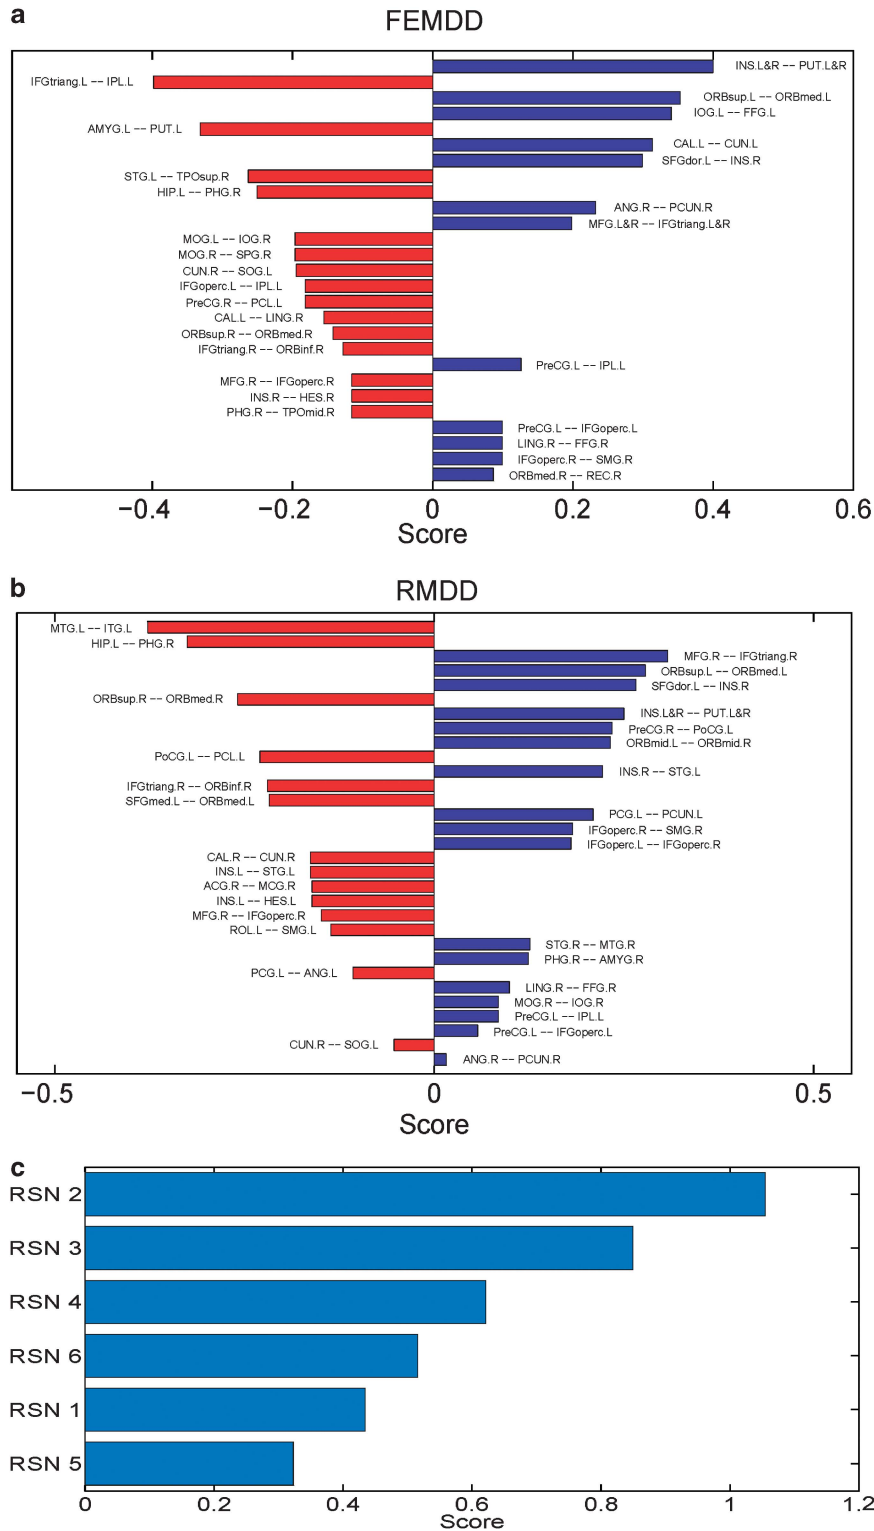 a
FEMDD
INS.L&R −− PUT.L&R
IFGtriang.L −− IPL.L
ORBsup.L −− ORBmed.L
IOG.L −− FFG.L
AMYG.L −− PUT.L
CAL.L −− CUN.L
SFGdor.L −− INS.R
STG.L −− TPOsup.R
HIP.L −− PHG.R
ANG.R −− PCUN.R
MFG.L&R −− IFGtriang.L&R
MOG.L −− IOG.R
MOG.R −− SPG.R
CUN.R −− SOG.L
IFGoperc.L −− IPL.L
PreCG.R −− PCL.L
CAL.L −− LING.R
ORBsup.R −− ORBmed.R
IFGtriang.R −− ORBinf.R
PreCG.L −− IPL.L
MFG.R −− IFGoperc.R
INS.R −− HES.R
PHG.R −− TPOmid.R
PreCG.L −− IFGoperc.L
LING.R −− FFG.R
IFGoperc.R −− SMG.R
ORBmed.R −− REC.R
−0.4 −0.2 0 0.2 0.4 0.6
Score
b
RMDD
MTG.L −− ITG.L
HIP.L −− PHG.R
MFG.R −− IFGtriang.R
ORBsup.L −− ORBmed.L
SFGdor.L −− INS.R
ORBsup.R −− ORBmed.R
INS.L&R −− PUT.L&R
PreCG.R −− PoCG.L
ORBmid.L −− ORBmid.R
PoCG.L −− PCL.L
INS.R −− STG.L
IFGtriang.R −− ORBinf.R
SFGmed.L −− ORBmed.L
PCG.L −− PCUN.L
IFGoperc.R −− SMG.R
IFGoperc.L −− IFGoperc.R
CAL.R −− CUN.R
INS.L −− STG.L
ACG.R −− MCG.R
INS.L −− HES.L
MFG.R −− IFGoperc.R
ROL.L −− SMG.L
STG.R −− MTG.R
PHG.R −− AMYG.R
PCG.L −− ANG.L
LING.R −− FFG.R
MOG.R −− IOG.R
PreCG.L −− IPL.L
PreCG.L −− IFGoperc.L
CUN.R −− SOG.L
ANG.R −− PCUN.R
−0.5 0 0.5
Score
c
RSN 2
RSN 3
RSN 4
RSN 6
RSN 1
RSN 5
0 0.2 0.4 0.6 0.8 1 1.2
Score